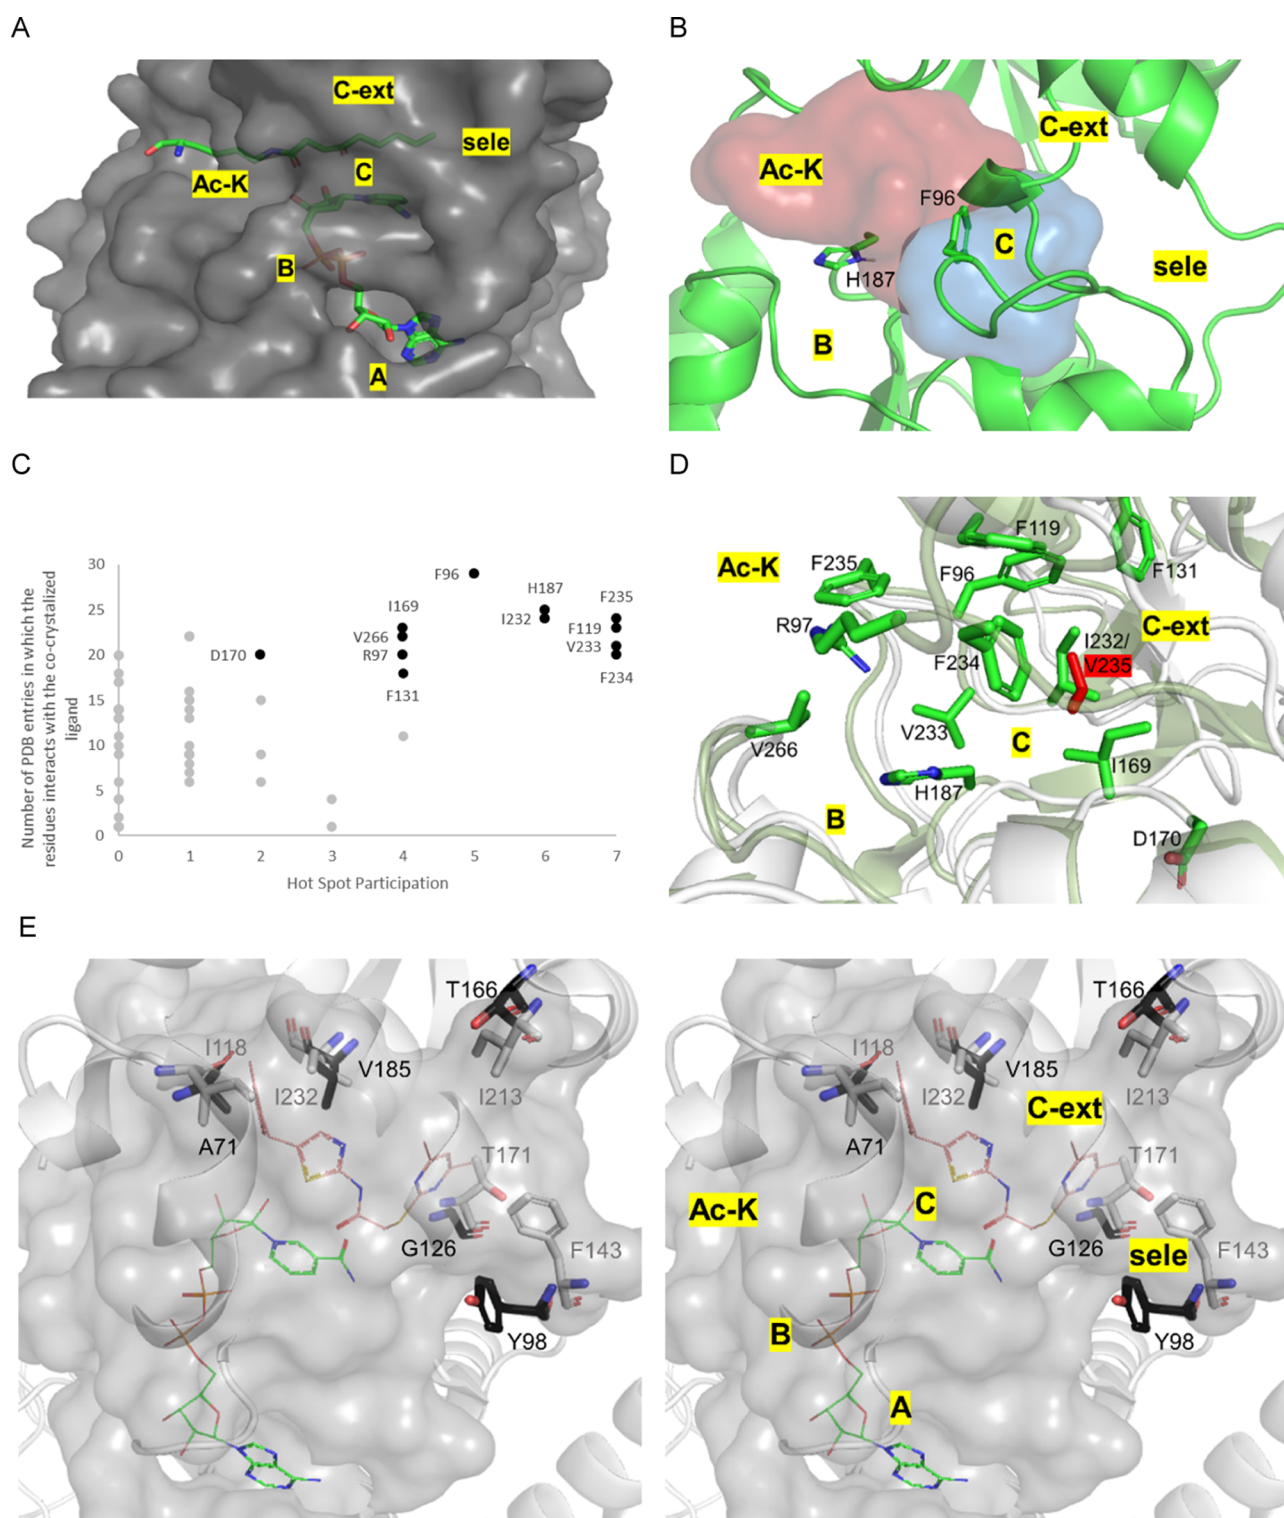 A
C-ext
sele
Ac-K
C
B
A
B
C-ext
Ac-K
F96
C
sele
H187
B
C
Number of PDB entries in which the
residues interacts with the co-crystalized
ligand
30
25
20
15
10
5
0
0 1 2 3 4 5 6 7
Hot Spot Participation
D170
I169
V266
R97
F131
F96
H187
I232
F235
F119
V233
F234
D
Ac-K
F235
F119
F96
F131
R97
C-ext
I232/
V235
F234
V266
V233
C
I169
H187
B
D170
E
T166
I118
V185
I232
I213
A71
T171
G126
F143
Y98
T166
I118
V185
I232
I213
C-ext
A71
T171
Ac-K
C
G126
sele
F143
B
Y98
A